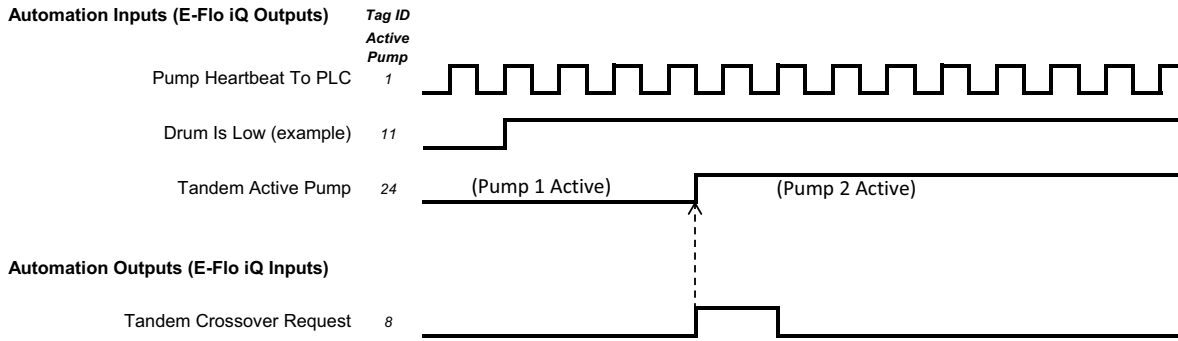 Automation Inputs (E-Flo iQ Outputs) Tag ID
Active
Pump
Pump Heartbeat To PLC 1
Drum Is Low (example) 11
Tandem Active Pump 24 (Pump 1 Active) (Pump 2 Active)
Automation Outputs (E-Flo iQ Inputs)
Tandem Crossover Request 8